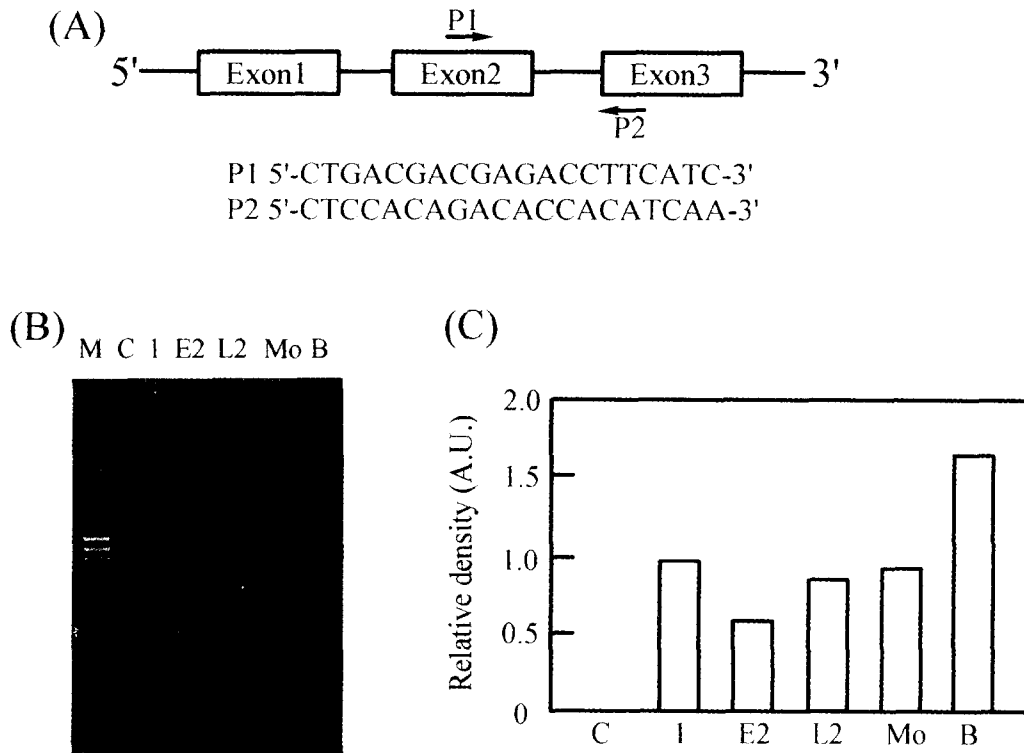 (A)
P1
5' Exon1 Exon2 Exon3 3'
P2
P1 5'-CTGACGACGAGACCTTCATC-3'
P2 5'-CTCCACAGACACCACATCAA-3'
(B)
M C 1 E2 L2 Mo B
(C)
Relative density (A.U.)
2.0
1.5
1.0
0.5
0
C 1 E2 L2 Mo B